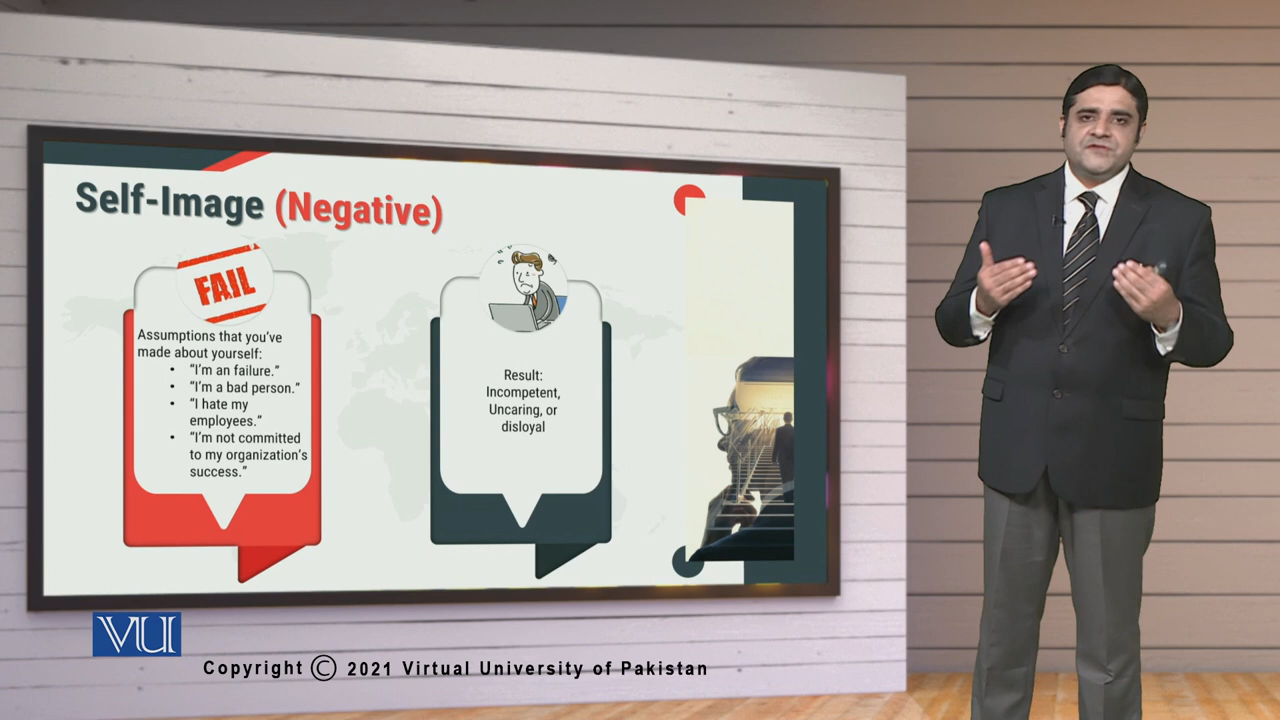 Self-Image (Negative)
FAIL
Assumptions that you've
made about yourself:
• "I'm an failure."
• "I'm a bad person."
• "I hate my
employees."
• "I'm not committed
to my organization's
success."
Result:
Incompetent,
Uncaring, or
disloyal
VU
Copyright © 2021 Virtual University of Pakistan